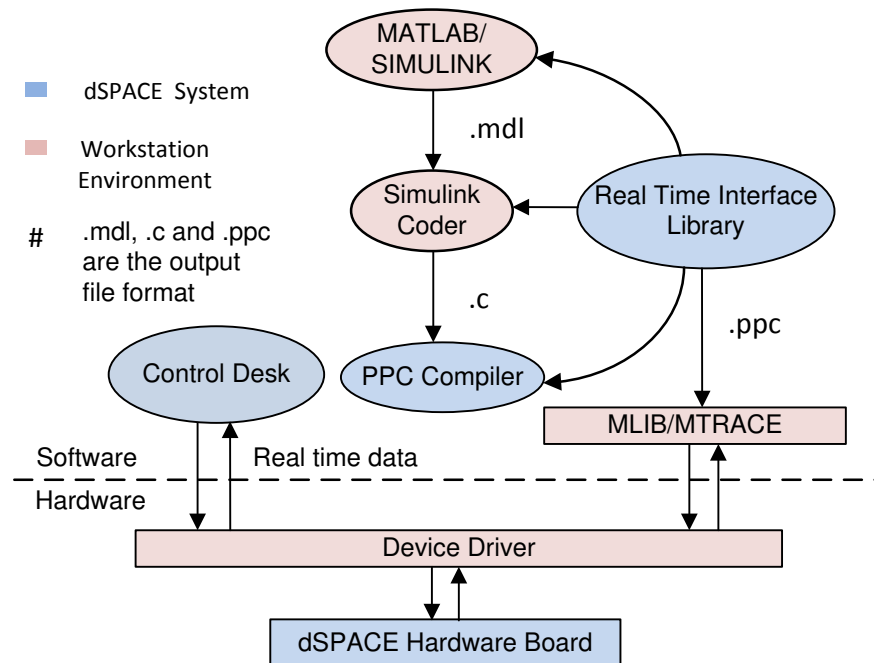 MATLAB/
SIMULINK
dSPACE System
.mdl
Workstation
Environment
Simulink
Coder
Real Time Interface
Library
# .mdl, .c and .ppc
are the output
file format
.c
.ppc
Control Desk
PPC Compiler
MLIB/MTRACE
Software
Real time data
Hardware
Device Driver
dSPACE Hardware Board